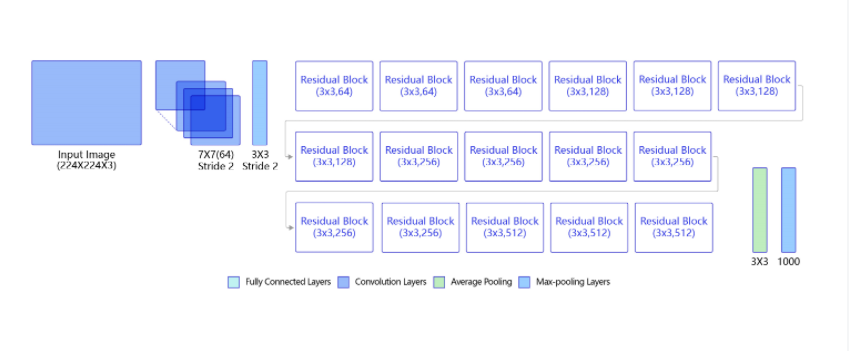 Input Image
(224X224X3)
7X7(64)
Stride 2
3X3
Stride 2
Residual Block
(3x3,64)
Residual Block
(3x3,64)
Residual Block
(3x3,64)
Residual Block
(3x3,128)
Residual Block
(3x3,128)
Residual Block
(3x3,128)
Residual Block
(3x3,128)
Residual Block
(3x3,256)
Residual Block
(3x3,256)
Residual Block
(3x3,256)
Residual Block
(3x3,256)
Residual Block
(3x3,256)
Residual Block
(3x3,256)
Residual Block
(3x3,512)
Residual Block
(3x3,512)
Residual Block
(3x3,512)
3X3
1000
Fully Connected Layers
Convolution Layers
Average Pooling
Max-pooling Layers